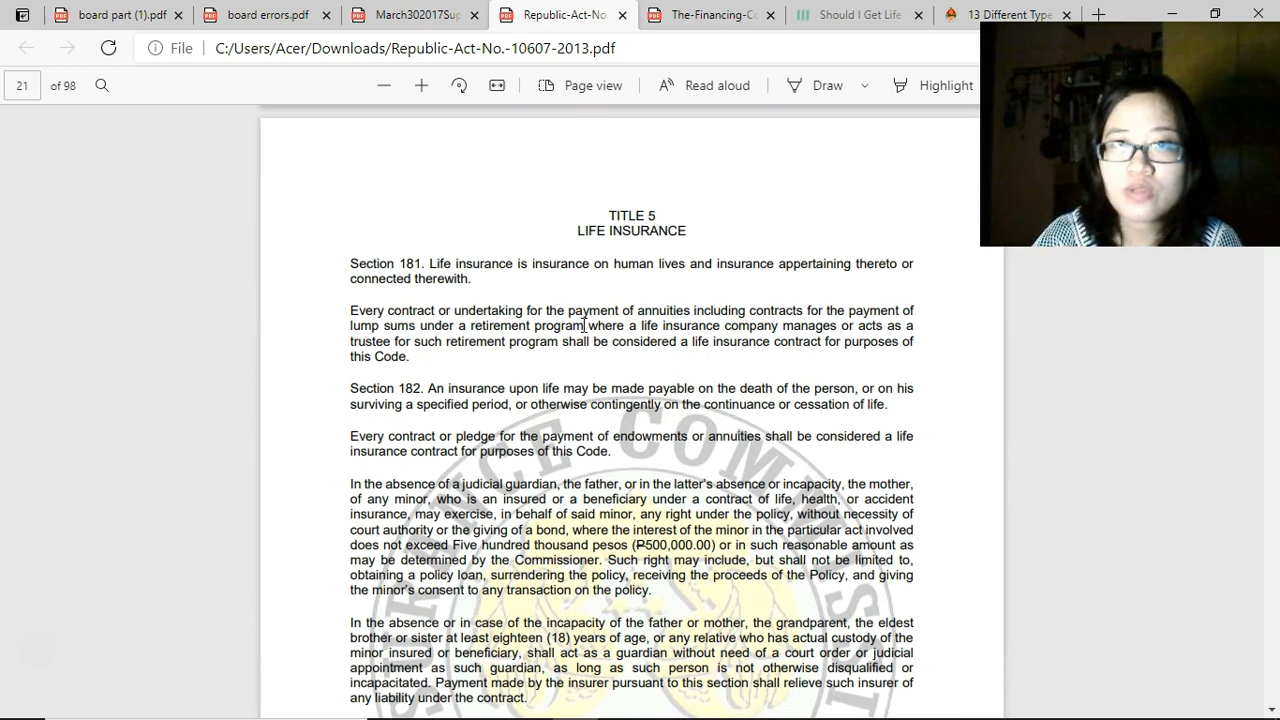 board part (1).pdf
board errors.pdf
March302017Sup
Republic-Act-No.
The-Financing-Co
Should I Get Life
13 Different Type
File
C:/Users/Acer/Downloads/Republic-Act-No.-10607-2013.pdf
21 of 98
Page view
Read aloud
Draw
Highlight
TITLE 5
LIFE INSURANCE
Section 181. Life insurance is insurance on human lives and insurance appertaining thereto or
connected therewith.
Every contract or undertaking for the payment of annuities including contracts for the payment of
lump sums under a retirement program where a life insurance company manages or acts as a
trustee for such retirement program shall be considered a life insurance contract for purposes of
this Code.
Section 182. An insurance upon life may be made payable on the death of the person, or on his
surviving a specified period, or otherwise contingently on the continuance or cessation of life.
Every contract or pledge for the payment of endowments or annuities shall be considered a life
insurance contract for purposes of this Code.
In the absence of a judicial guardian, the father, or in the latter's absence or incapacity, the mother,
of any minor, who is an insured or a beneficiary under a contract of life, health, or accident
insurance, may exercise, in behalf of said minor, any right under the policy, without necessity of
court authority or the giving of a bond, where the interest of the minor in the particular act involved
does not exceed Five hundred thousand pesos (₱500,000.00) or in such reasonable amount as
may be determined by the Commissioner. Such right may include, but shall not be limited to,
obtaining a policy loan, surrendering the policy, receiving the proceeds of the Policy, and giving
the minor's consent to any transaction on the policy.
In the absence or in case of the incapacity of the father or mother, the grandparent, the eldest
brother or sister at least eighteen (18) years of age, or any relative who has actual custody of the
minor insured or beneficiary, shall act as a guardian without need of a court order or judicial
appointment as such guardian, as long as such person is not otherwise disqualified or
incapacitated. Payment made by the insurer pursuant to this section shall relieve such insurer of
any liability under the contract.